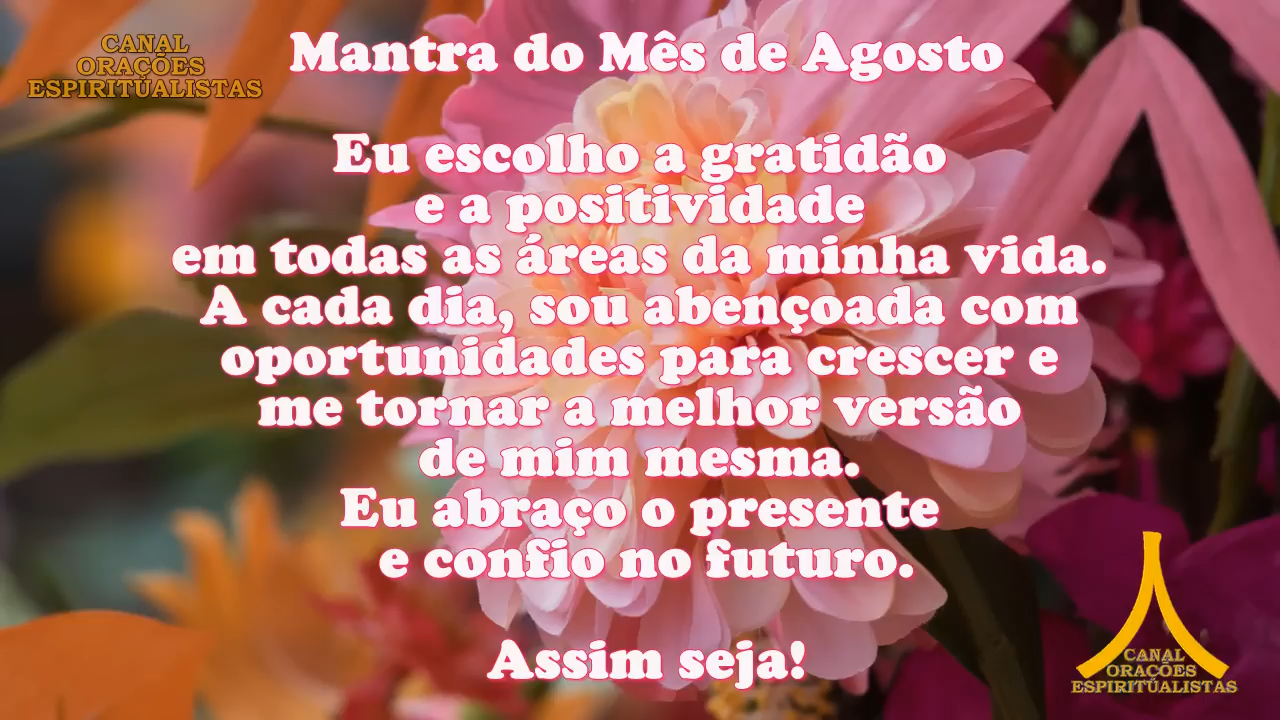 CANAL
ORAÇÕES
ESPIRITUALISTAS
Mantra do Mês de Agosto
Eu escolho a gratidão
e a positividade
em todas as áreas da minha vida.
A cada dia, sou abençoada com
oportunidades para crescer e
me tornar a melhor versão
de mim mesma.
Eu abraço o presente
e confio no futuro.
Assim seja!
CANAL
ORAÇÕES
ESPIRITUALISTAS